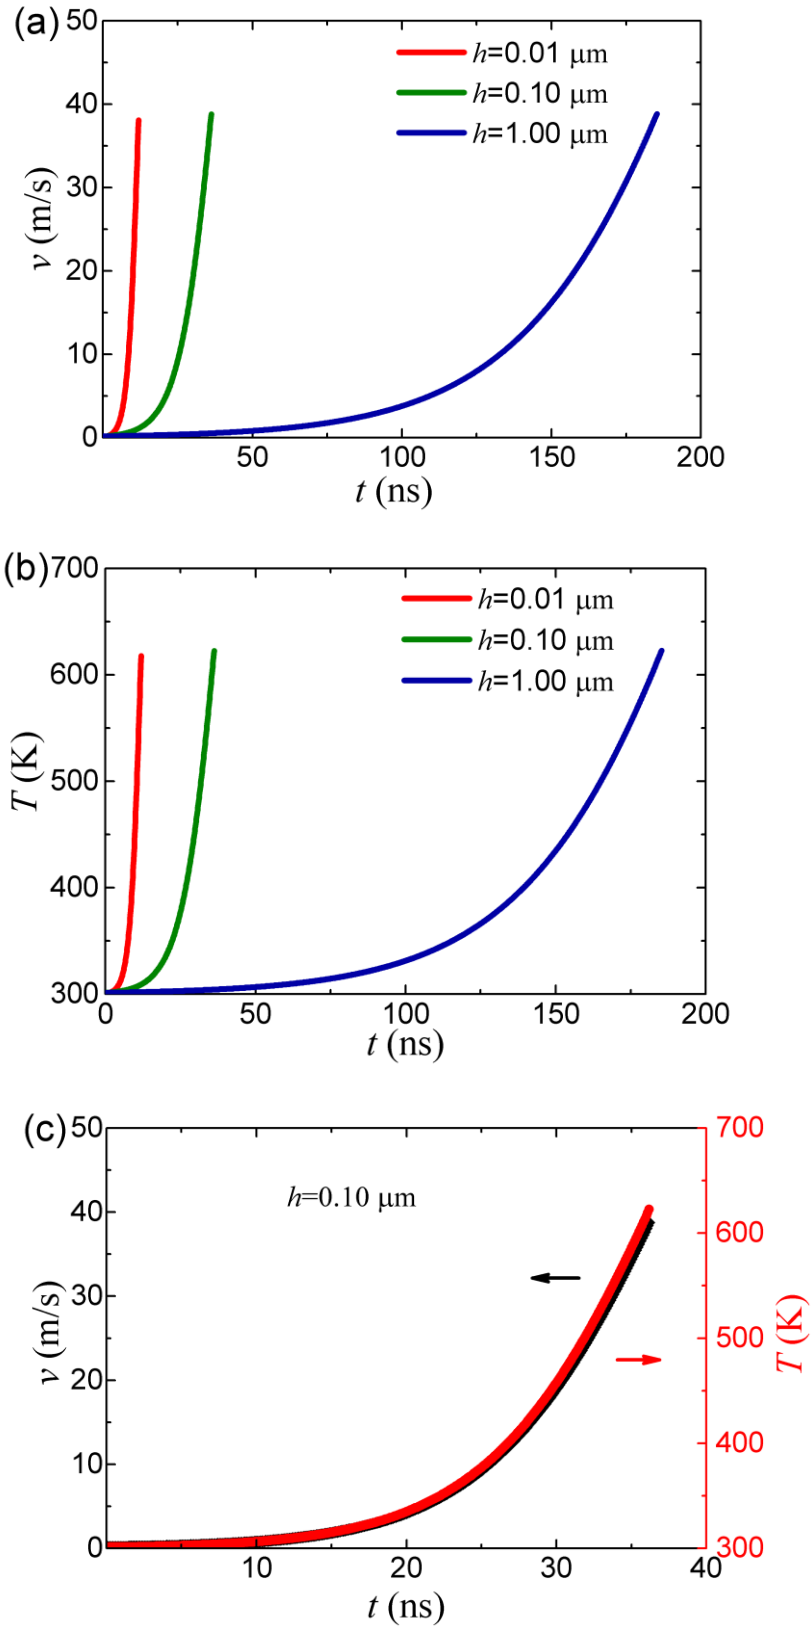 (a)
50
40
30
20
10
0
v (m/s)
h=0.01 μm
h=0.10 μm
h=1.00 μm
50 100 150 200
t (ns)
(b)
700
600
500
400
300
T (K)
h=0.01 μm
h=0.10 μm
h=1.00 μm
0 50 100 150 200
t (ns)
(c)
50
40
30
20
10
0
v (m/s)
h=0.10 μm
700
600
500
400
300
T (K)
10 20 30 40
t (ns)